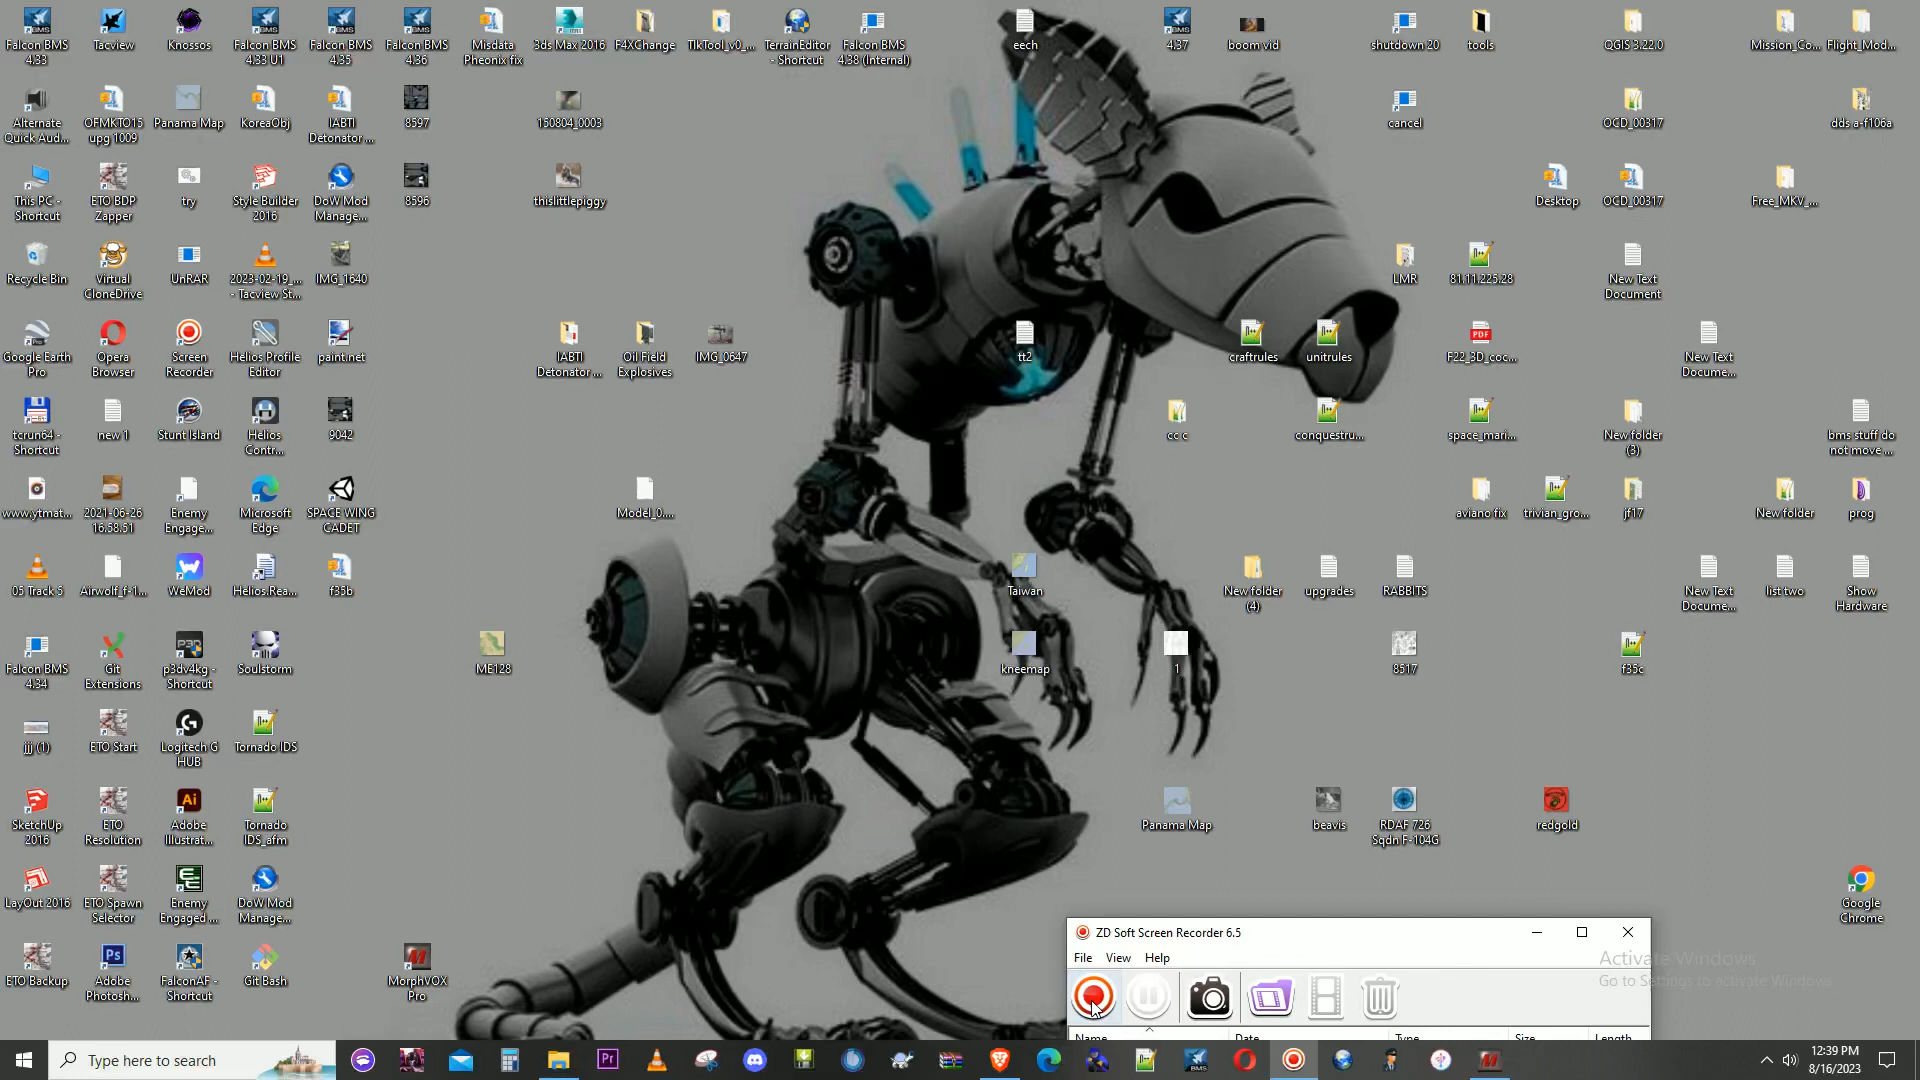 Falcon BMS
4.33
Tacview
Knossos
Falcon BMS
4.33 U1
Falcon BMS
4.35
Falcon BMS
4.36
Misdata
Pheonix fix
3ds Max 2016
F4XChange
TlkTool_v0_...
TerrainEditor
- Shortcut
Falcon BMS
4.38 (Internal)
eech
4.37
boom vid
shutdown 20
tools
QGIS 3.22.0
Mission_Co...
Flight_Mod...
Alternate
Quick Aud...
OFMKTO15
upg 1009
Panama Map
KoreaObj
IABTI
Detonator ...
8597
150804_0003
cancel
OCD_00317
dds a-f106a
This PC -
Shortcut
ETO BDP
Zapper
try
Style Builder
2016
DoW Mod
Manage...
8596
thislittlepiggy
Desktop
OCD_00317
Free_MKV_...
Recycle Bin
Virtual
CloneDrive
UnRAR
2023-02-19_...
- Tacview St...
IMG_1640
LMR
81.11.225.28
New Text
Document
Google Earth
Pro
Opera
Browser
Screen
Recorder
Helios Profile
Editor
paint.net
IABTI
Detonator ...
Oil Field
Explosives
IMG_0647
tt2
craftrules
unitrules
PDF
F22_3D_coc...
New Text
Docume...
tcrun64 -
Shortcut
new 1
Stunt Island
Helios
Contr...
9042
cc c
conquestru...
space_mari...
New folder
(3)
bms stuff do
not move ...
www.ytmat...
2021-06-26
16.58.51
Enemy
Engage...
Microsoft
Edge
SPACE WING
CADET
Model_0....
aviano fix
trivian_gro...
jf17
New folder
prog
05 Track 5
Airwolf_f-1...
WeMod
Helios.Rea...
f35b
Taiwan
New folder
(4)
upgrades
RABBITS
New Text
Docume...
list two
Show
Hardware
Falcon BMS
4.34
Git
Extensions
p3dv4kg -
Shortcut
Soulstorm
ME128
kneemap
1
8517
f35c
jjj (1)
ETO Start
Logitech G
HUB
Tornado IDS
SketchUp
2016
ETO
Resolution
Adobe
Illustrat...
Tornado
IDS_afm
Panama Map
beavis
RDAF 726
Sqdn F-104G
redgold
LayOut 2016
ETO Spawn
Selector
Enemy
Engaged ...
DoW Mod
Manage...
Google
Chrome
ETO Backup
Adobe
Photosh...
FalconAF -
Shortcut
Git Bash
MorphVOX
Pro
ZD Soft Screen Recorder 6.5
File View Help
Name Date Type Size Length
Activate Windows
Go to Settings to activate Windows.
Type here to search
12:39 PM
8/16/2023